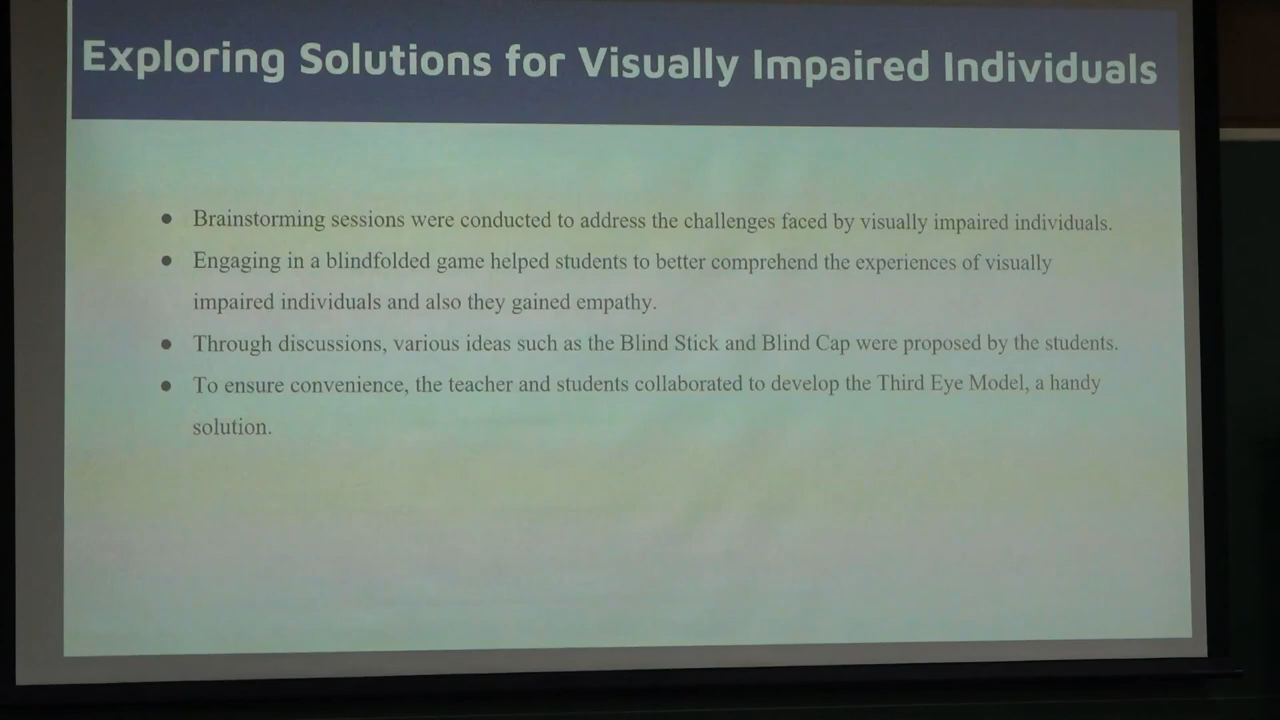 Exploring Solutions for Visually Impaired Individuals
● Brainstorming sessions were conducted to address the challenges faced by visually impaired individuals.
● Engaging in a blindfolded game helped students to better comprehend the experiences of visually
impaired individuals and also they gained empathy.
● Through discussions, various ideas such as the Blind Stick and Blind Cap were proposed by the students.
● To ensure convenience, the teacher and students collaborated to develop the Third Eye Model, a handy
solution.